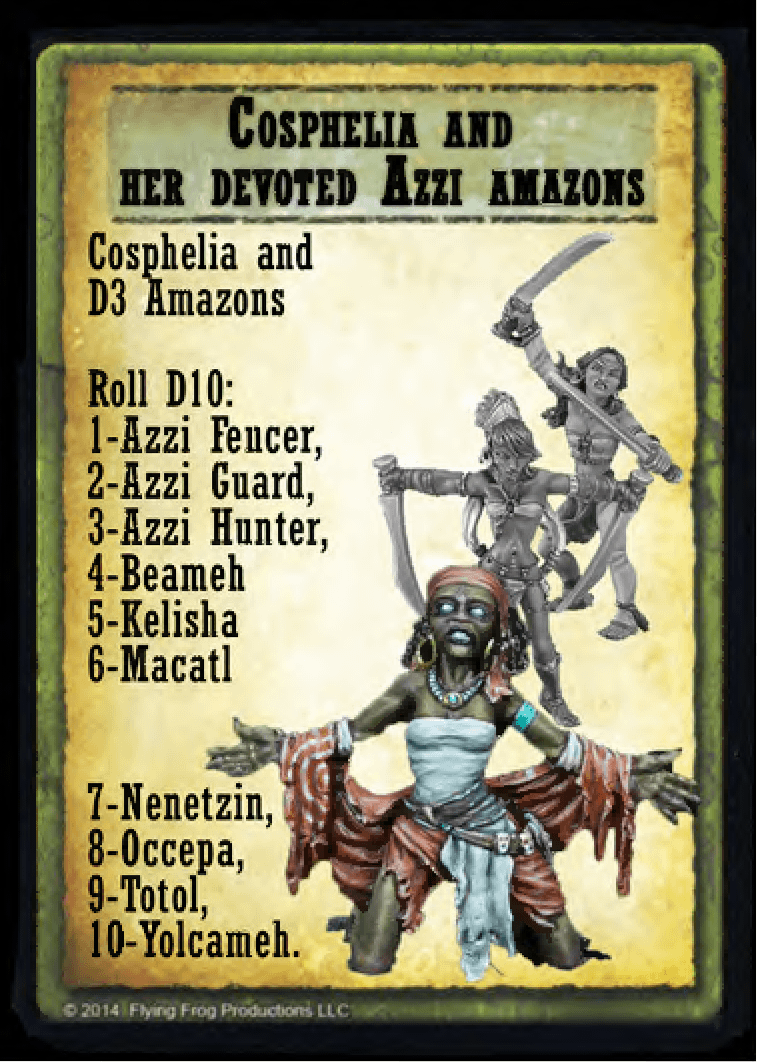 Cosphelia and
her devoted Azzi amazons
Cosphelia and
D3 Amazons
Roll D10:
1-Azzi Feucer,
2-Azzi Guard,
3-Azzi Hunter,
4-Beameh
5-Kelisha
6-Macatl
7-Nenetzin,
8-Occepa,
9-Totol,
10-Yolcameh.
© 2014 Flying Frog Productions LLC